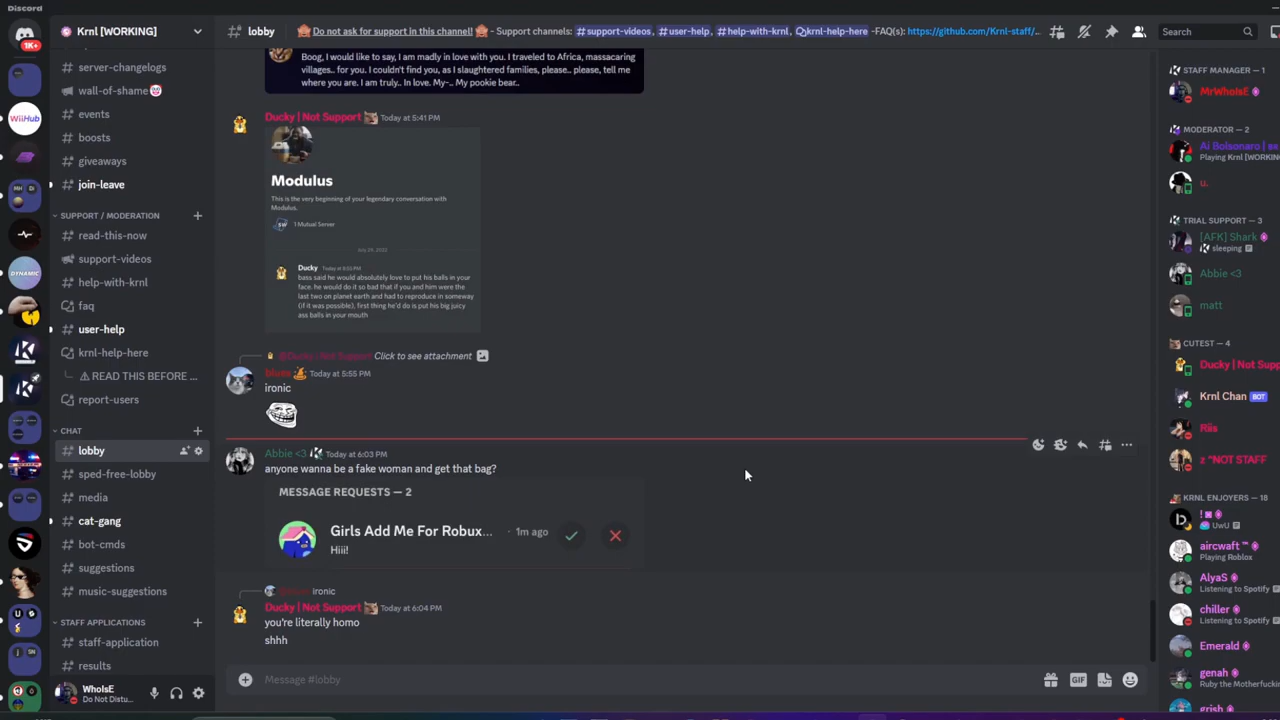 Discord
Krnl [WORKING]
lobby
Do not ask for support in this channel! - Support channels: # support-videos , # user-help , # help-with-krnl , krnl-help-here -FAQ(s): https://github.com/Krnl-staff/...
Search
1K+
WiiHub
MH DI
DYNAMIC
server-changelogs
wall-of-shame
events
boosts
giveaways
join-leave
SUPPORT / MODERATION
read-this-now
support-videos
help-with-krnl
faq
user-help
krnl-help-here
READ THIS BEFORE ...
report-users
CHAT
lobby
sped-free-lobby
media
cat-gang
bot-cmds
suggestions
music-suggestions
STAFF APPLICATIONS
staff-application
results
WhoIsE
Do Not Distu...
Boog, I would like to say, I am madly in love with you. I traveled to Africa, massacaring
villages.. for you. I couldn't find you, as I slaughtered families, please.. please, tell me
where you are. I am truly.. In love. My-.. My pookie bear..
Ducky | Not Support Today at 5:41 PM
Modulus
This is the very beginning of your legendary conversation with
Modulus.
1 Mutual Server
Ducky Today at 5:55 PM
bass said he would absolutely love to put his balls in your
face. he would do it so bad that if you and him were the
last two on planet earth and had to reproduce in someway
(if it was possible), first thing he'd do is put his big juicy
ass balls in your mouth
@Ducky | Not Support Click to see attachment
Today at 5:55 PM
ironic
Abbie <3 Today at 6:03 PM
anyone wanna be a fake woman and get that bag?
MESSAGE REQUESTS — 2
Girls Add Me For Robux... · 1m ago
Hiii!
ironic
Ducky | Not Support Today at 6:04 PM
you're literally homo
shhh
Message #lobby
GIF
STAFF MANAGER — 1
MrWhoIsE
MODERATOR — 2
Ai Bolsonaro |
Playing Krnl [WORKIN
u.
TRIAL SUPPORT — 3
[AFK] Shark
sleeping
Abbie <3
matt
CUTEST — 4
Ducky | Not Supp
Krnl Chan BOT
Riis
z "NOT STAFF
KRNL ENJOYERS — 18
UwU
aircwaft ™
Playing Roblox
AlyaS
Listening to Spotify
chiller
Listening to Spotify
Emerald
genah
Ruby the Motherfuckin
grish